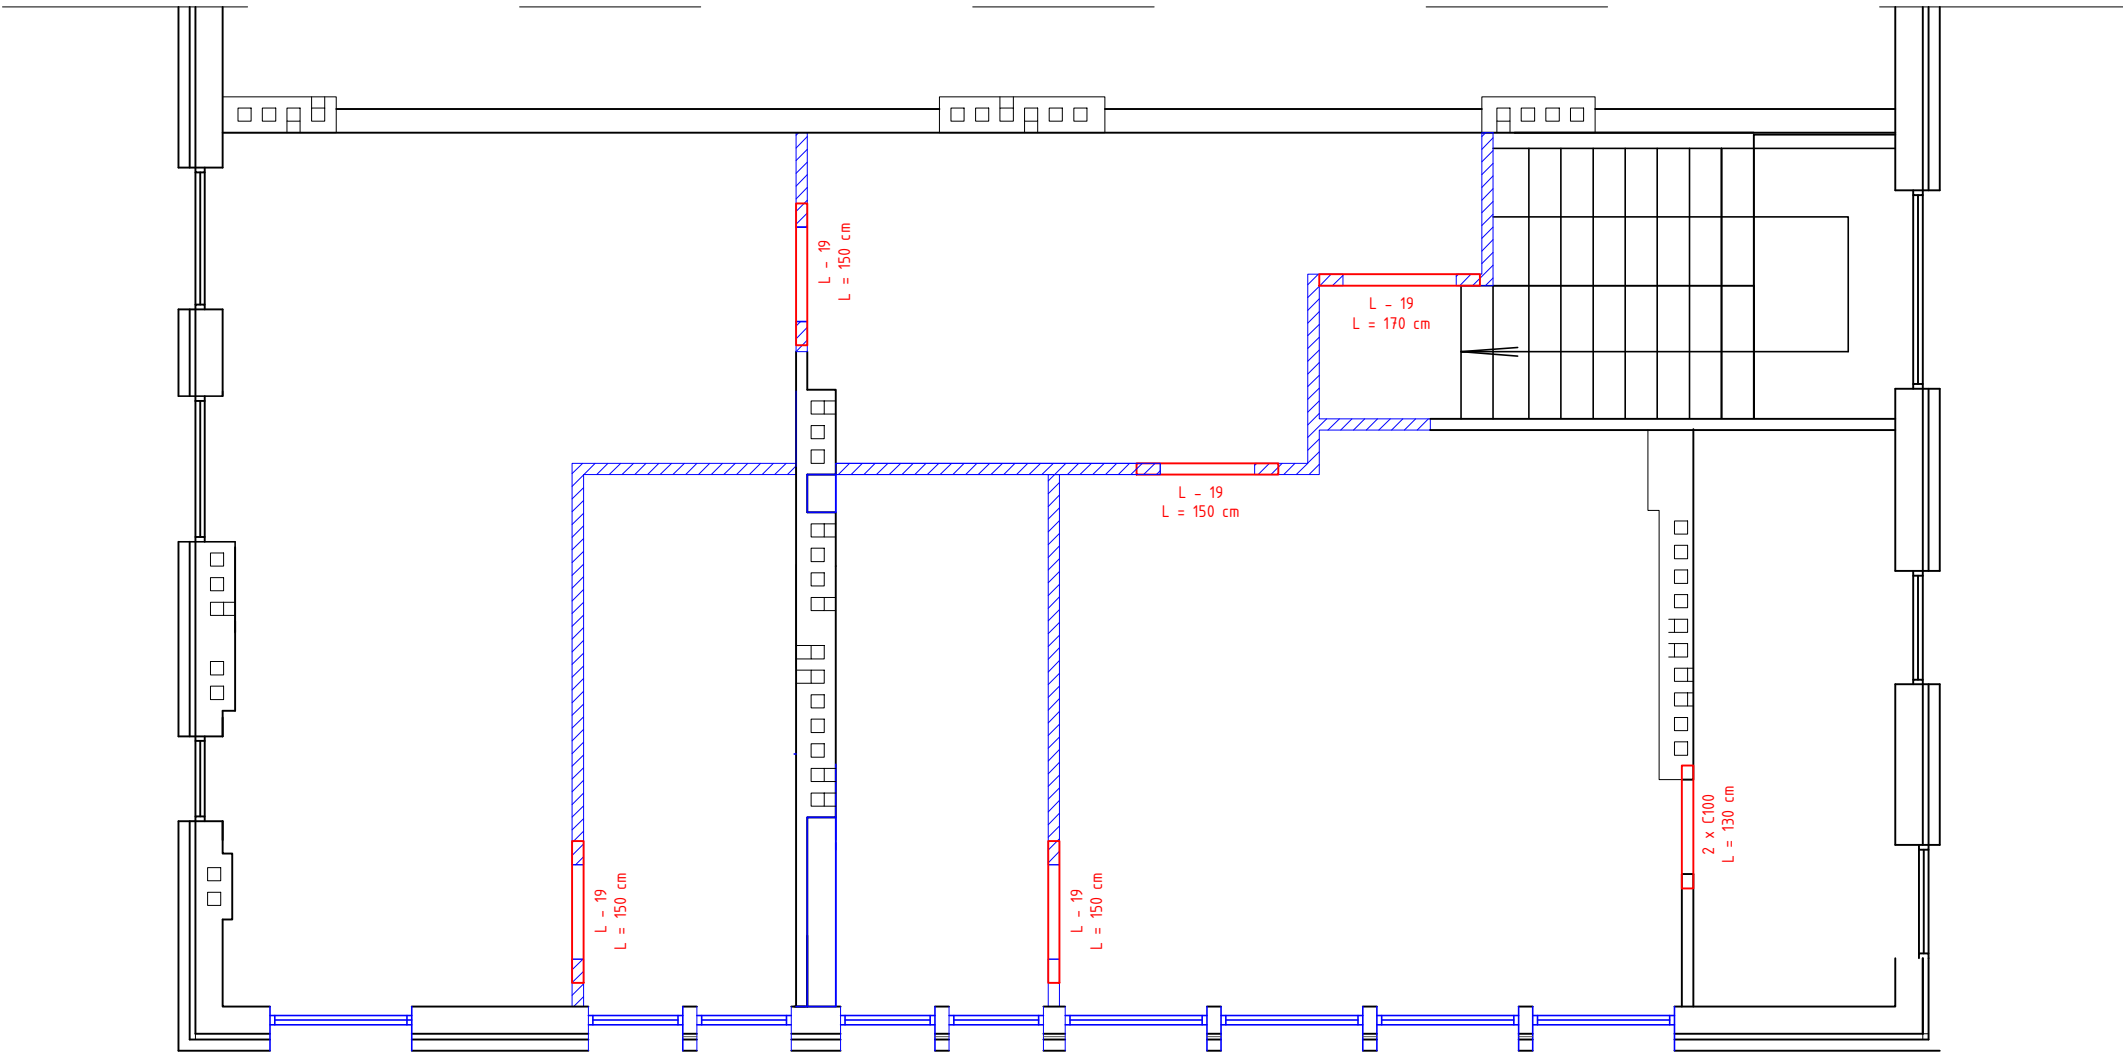 L - 19
L = 150 cm
L - 19
L = 170 cm
L - 19
L = 150 cm
2 x C100
L = 130 cm
L - 19
L = 150 cm
L - 19
L = 150 cm